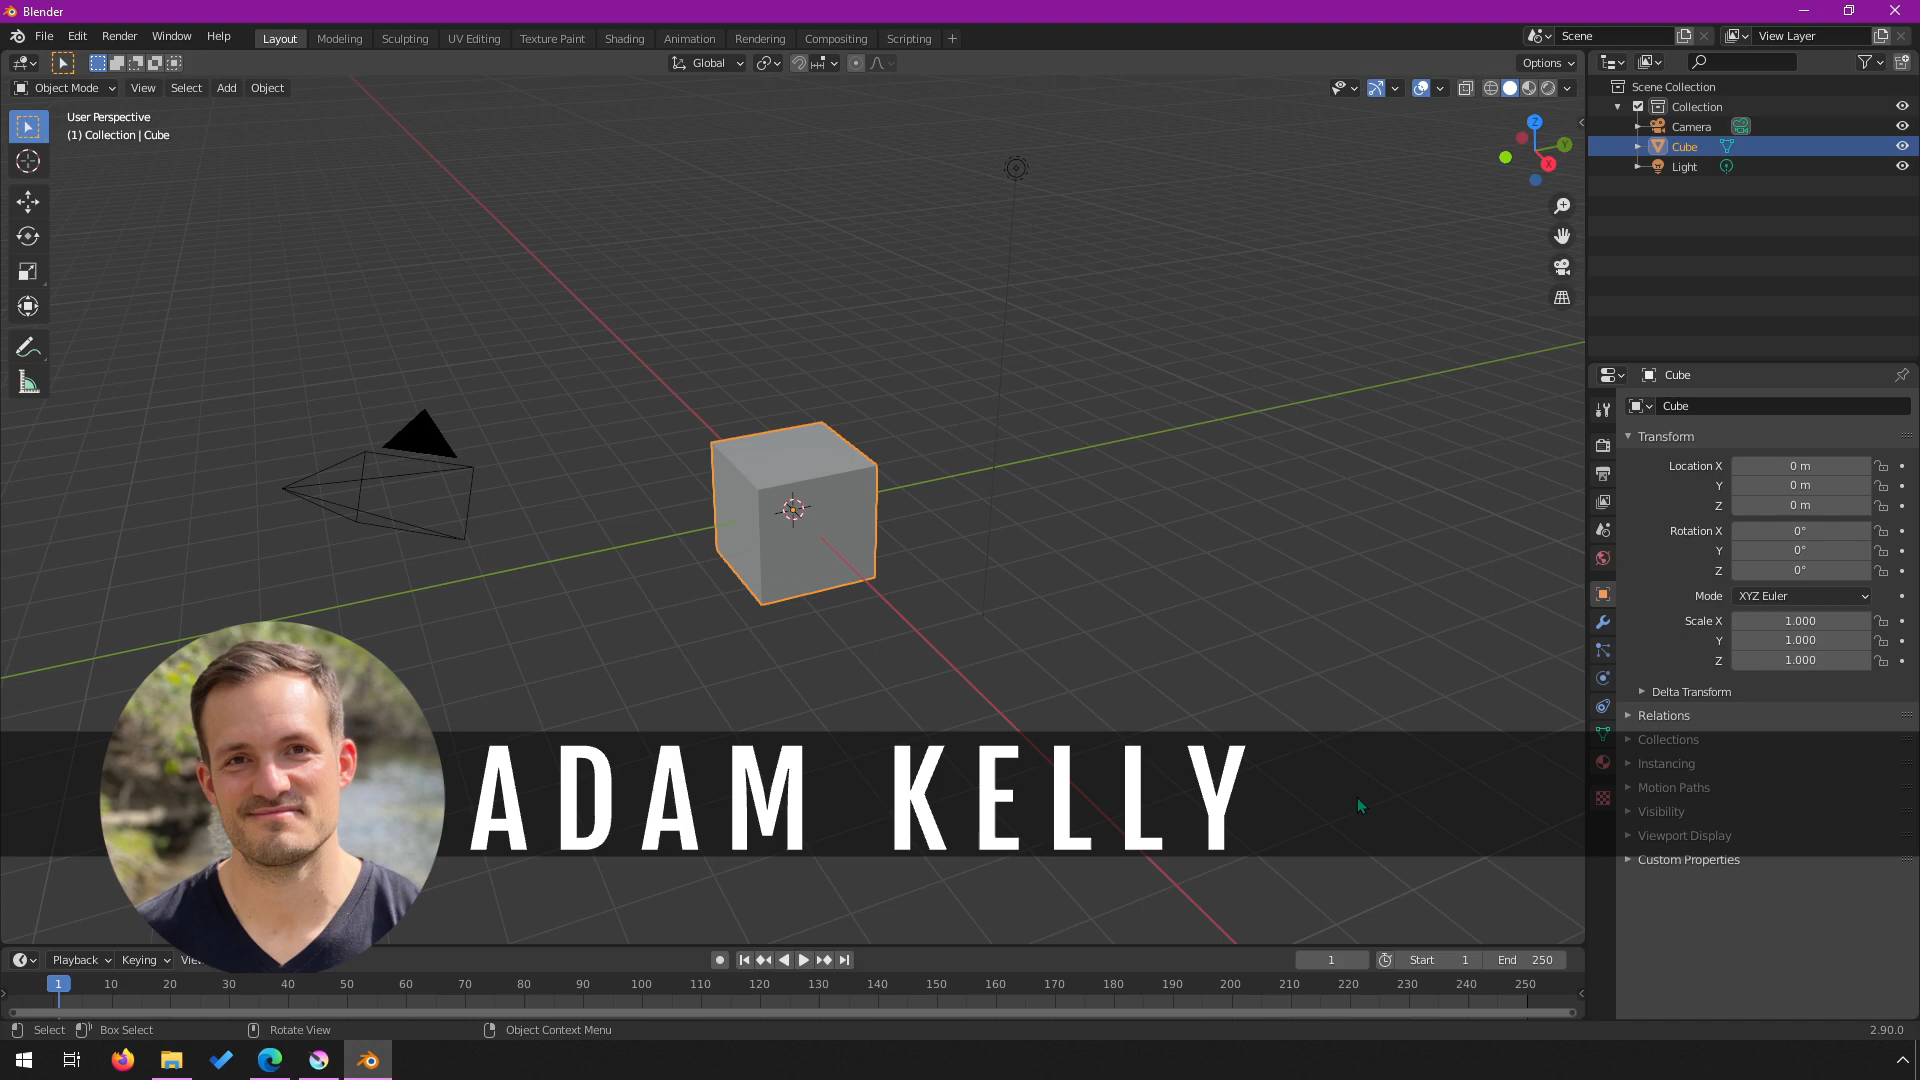 Blender
File Edit Render Window Help Layout Modeling Sculpting UV Editing Texture Paint Shading Animation Rendering Compositing Scripting + Scene View Layer
Global Options
Object Mode View Select Add Object
User Perspective
(1) Collection | Cube
Z
Y
X
Scene Collection
Collection
Camera
Cube
Light
Cube
Cube
Transform
Location X 0 m
Y 0 m
Z 0 m
Rotation X 0°
Y 0°
Z 0°
Mode XYZ Euler
Scale X 1.000
Y 1.000
Z 1.000
Delta Transform
Relations
Collections
Instancing
Motion Paths
Visibility
Viewport Display
Custom Properties
ADAM KELLY
Playback Keying 1 Start 1 End 250
1 10 20 30 40 50 60 70 80 90 100 110 120 130 140 150 160 170 180 190 200 210 220 230 240 250
Select Box Select Rotate View Object Context Menu 2.90.0